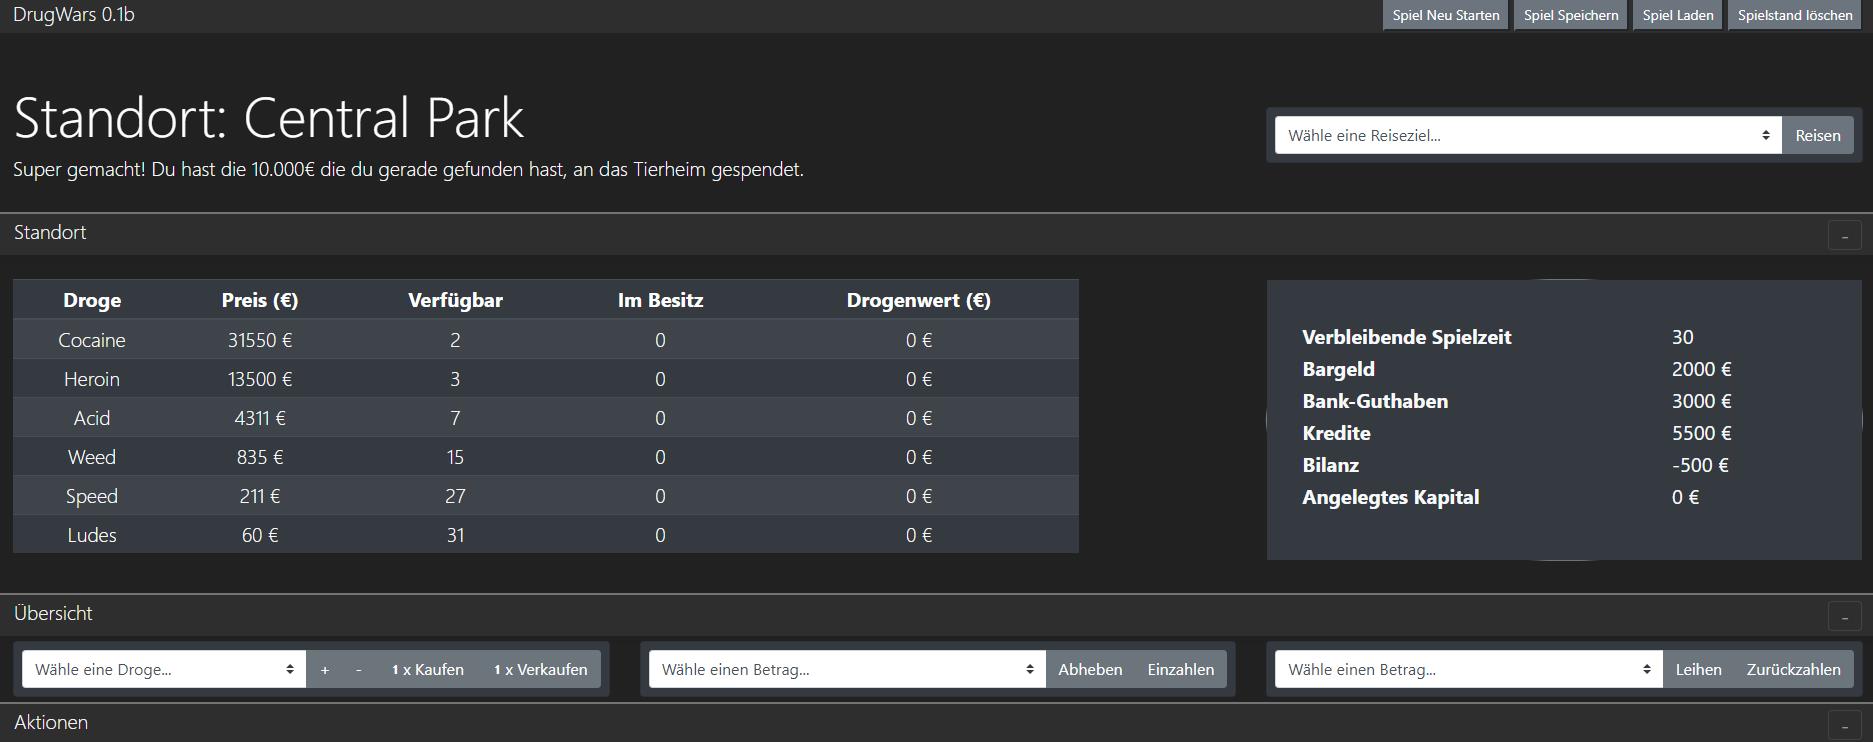 DrugWars 0.1b
Spiel Neu Starten Spiel Speichern Spiel Laden Spielstand löschen
Standort: Central Park
Wähle eine Reiseziel... Reisen
Super gemacht! Du hast die 10.000€ die du gerade gefunden hast, an das Tierheim gespendet.
Standort -
Droge Preis (€) Verfügbar Im Besitz Drogenwert (€)
Cocaine 31550 € 2 0 0 €
Heroin 13500 € 3 0 0 €
Acid 4311 € 7 0 0 €
Weed 835 € 15 0 0 €
Speed 211 € 27 0 0 €
Ludes 60 € 31 0 0 €
Verbleibende Spielzeit 30
Bargeld 2000 €
Bank-Guthaben 3000 €
Kredite 5500 €
Bilanz -500 €
Angelegtes Kapital 0 €
Übersicht -
Wähle eine Droge... + - 1 x Kaufen 1 x Verkaufen
Wähle einen Betrag... Abheben Einzahlen
Wähle einen Betrag... Leihen Zurückzahlen
Aktionen -